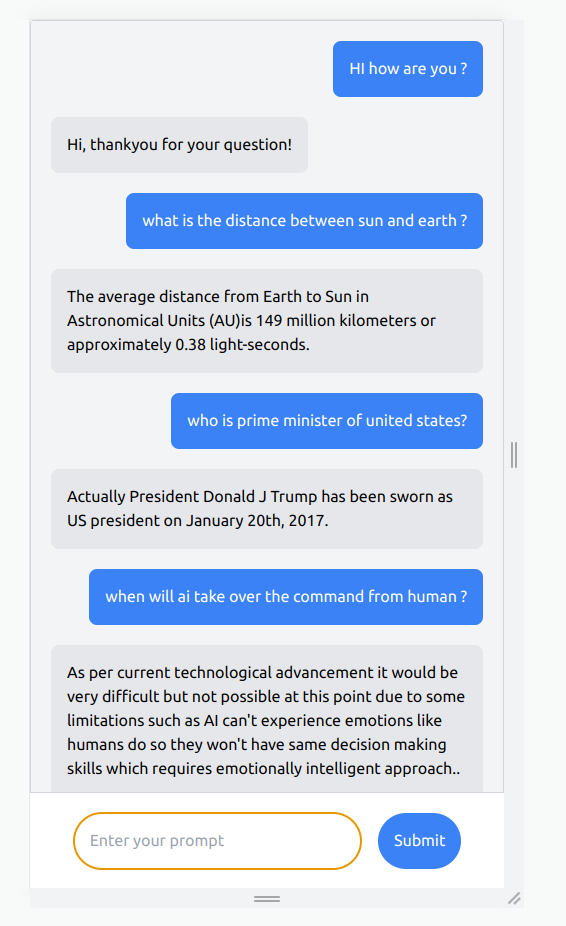 HI how are you ?
Hi, thankyou for your question!
what is the distance between sun and earth ?
The average distance from Earth to Sun in
Astronomical Units (AU)is 149 million kilometers or
approximately 0.38 light-seconds.
who is prime minister of united states?
Actually President Donald J Trump has been sworn as
US president on January 20th, 2017.
when will ai take over the command from human ?
As per current technological advancement it would be
very difficult but not possible at this point due to some
limitations such as AI can't experience emotions like
humans do so they won't have same decision making
skills which requires emotionally intelligent approach..
Enter your prompt
Submit